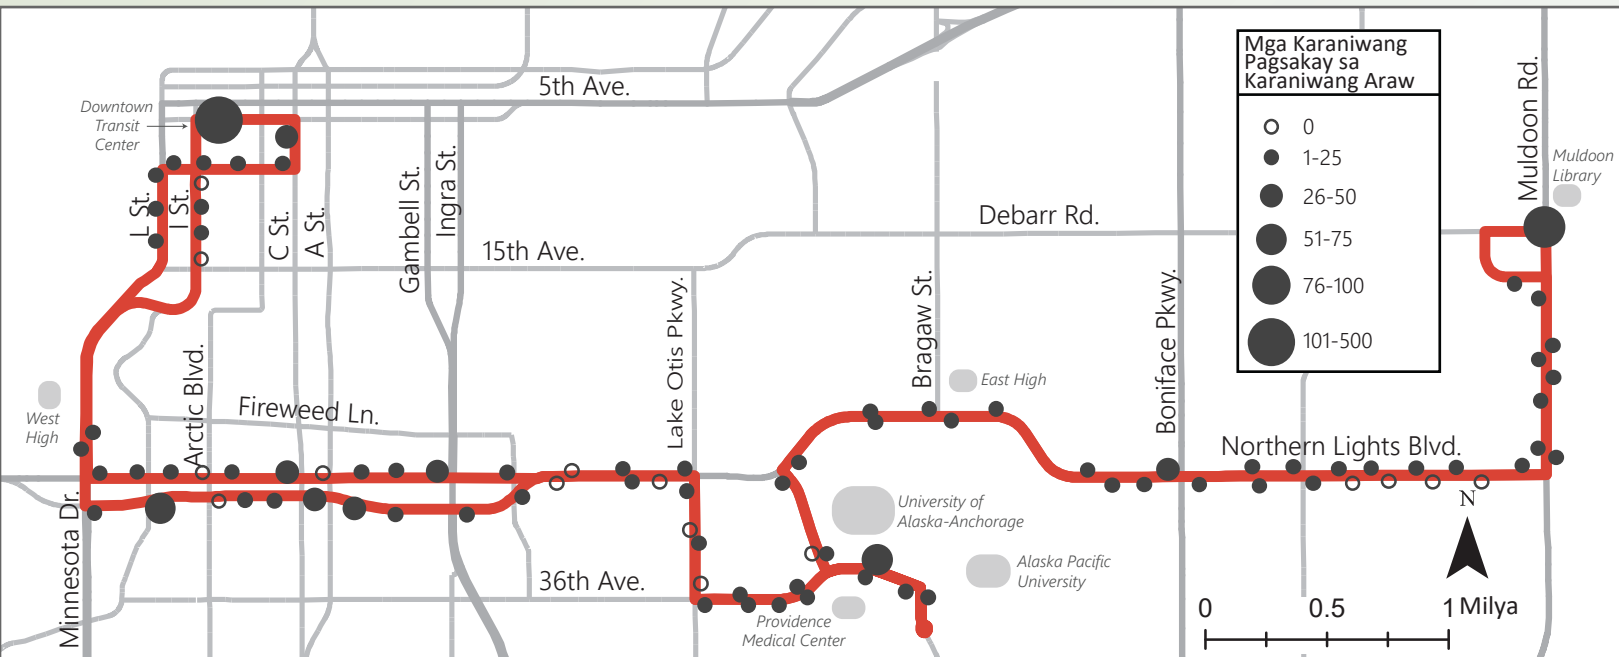 Mga Karaniwang
Pagsakay sa
Karaniwang Araw
0
1-25
26-50
51-75
76-100
101-500
5th Ave.
Downtown
Transit
Center
Muldoon Rd.
Muldoon
Library
L St.
I St.
C St.
A St.
Gambell St.
Ingra St.
Debarr Rd.
15th Ave.
Lake Otis Pkwy.
Bragaw St.
Boniface Pkwy.
Arctic Blvd.
West
High
Fireweed Ln.
East High
Northern Lights Blvd.
N
University of
Alaska-Anchorage
Alaska Pacific
University
Minnesota Dr.
36th Ave.
Providence
Medical Center
0
0.5
1 Milya